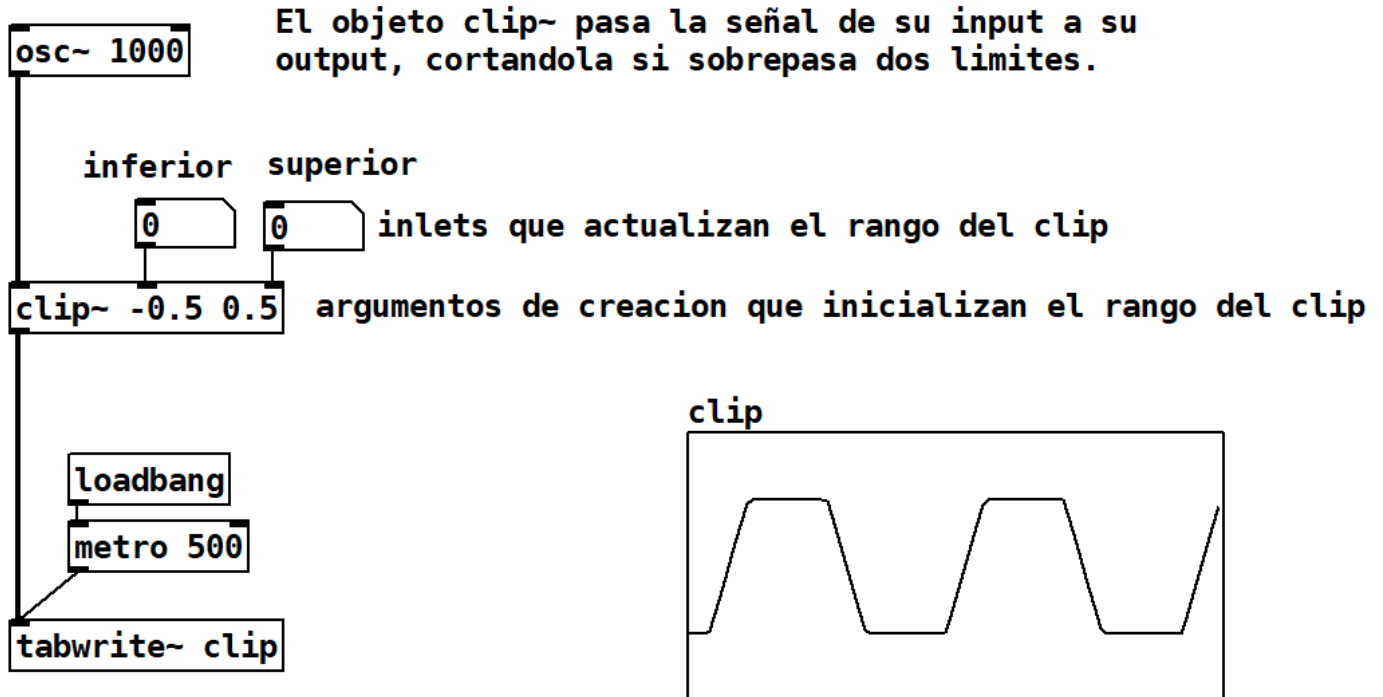 osc~ 1000
El objeto clip~ pasa la señal de su input a su
output, cortandola si sobrepasa dos limites.
inferior superior
0 0 inlets que actualizan el rango del clip
clip~ -0.5 0.5 argumentos de creacion que inicializan el rango del clip
clip
loadbang
metro 500
tabwrite~ clip